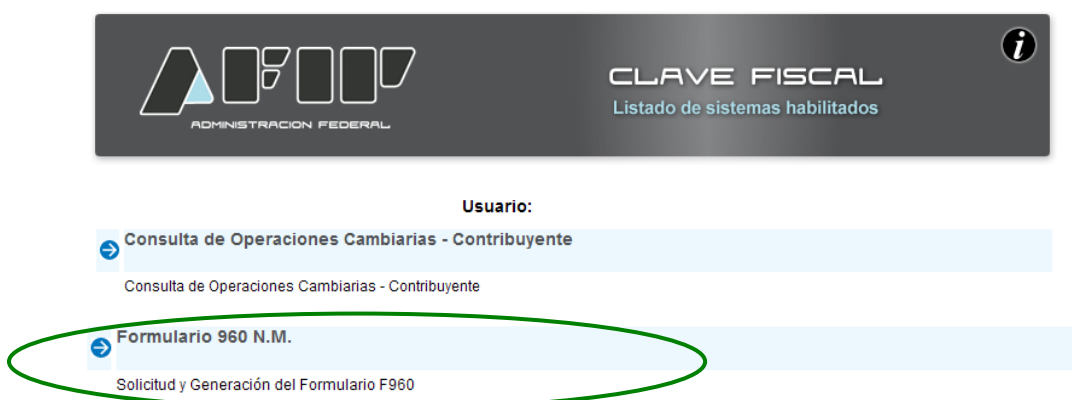 AFIP
ADMINISTRACION FEDERAL
CLAVE FISCAL
Listado de sistemas habilitados
i
Usuario:
Consulta de Operaciones Cambiarias - Contribuyente
Consulta de Operaciones Cambiarias - Contribuyente
Formulario 960 N.M.
Solicitud y Generación del Formulario F960